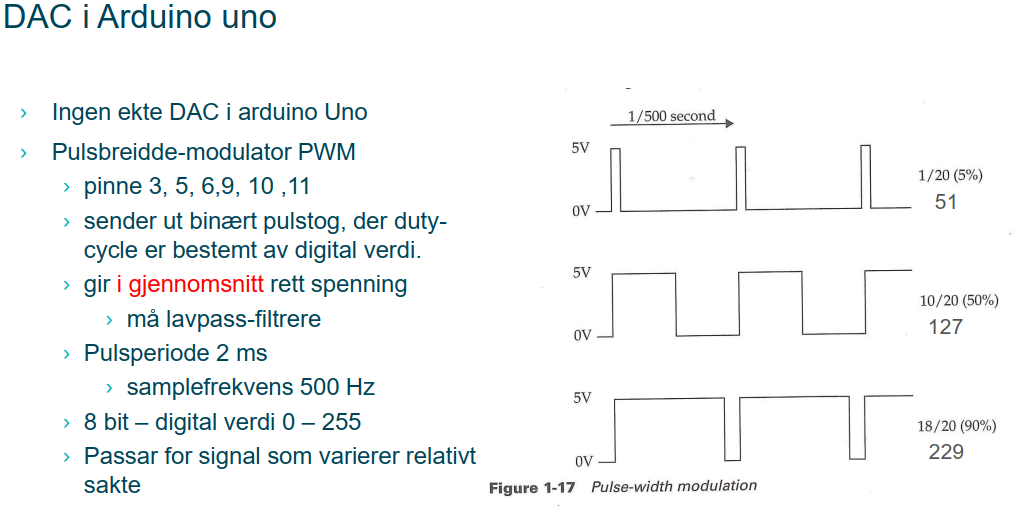 DAC i Arduino uno
› Ingen ekte DAC i arduino Uno
› Pulsbreidde-modulator PWM
› pinne 3, 5, 6,9, 10 ,11
› sender ut binært pulstog, der duty-
cycle er bestemt av digital verdi.
› gir i gjennomsnitt rett spenning
› må lavpass-filtrere
› Pulsperiode 2 ms
› samplefrekvens 500 Hz
› 8 bit – digital verdi 0 – 255
› Passar for signal som varierer relativt
sakte
1/500 second
5V
0V
1/20 (5%)
51
5V
0V
10/20 (50%)
127
5V
0V
18/20 (90%)
229
Figure 1-17 Pulse-width modulation